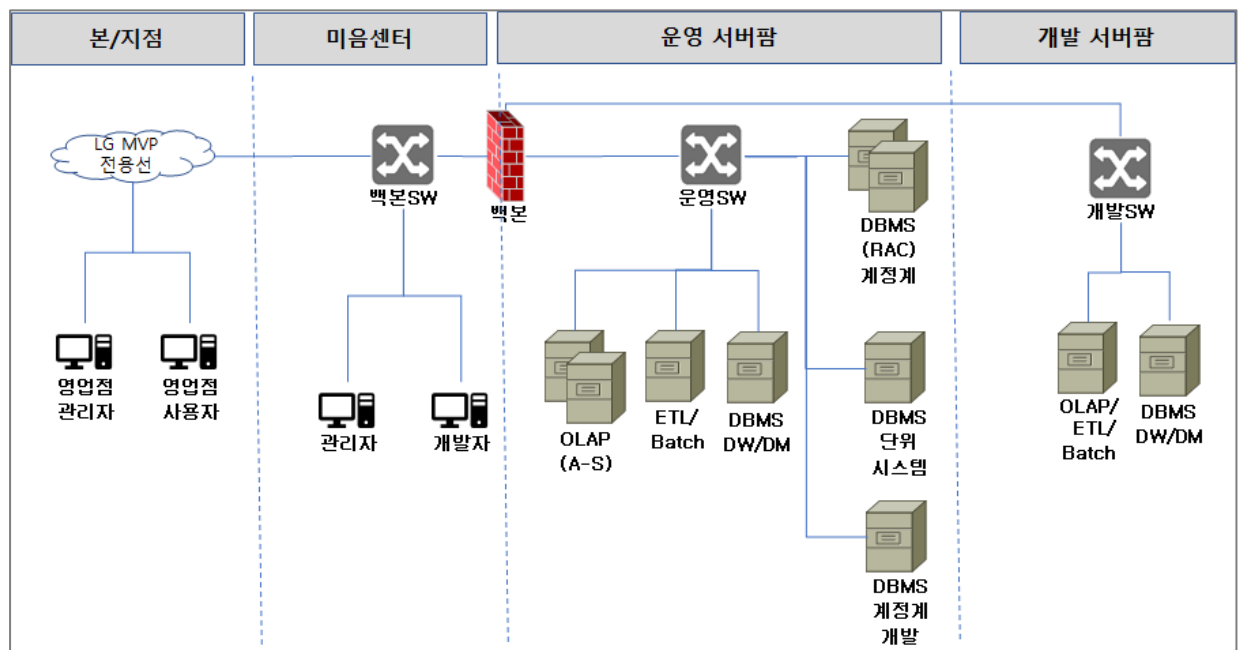 본/지점
미음센터
운영 서버팜
개발 서버팜
LG MVP
전용선
백본SW
백본
운영SW
DBMS
(RAC)
계정계
개발SW
영업점
관리자
영업점
사용자
관리자
개발자
OLAP
(A-S)
ETL/
Batch
DBMS
DW/DM
DBMS
단위
시스템
DBMS
계정계
개발
OLAP/
ETL/
Batch
DBMS
DW/DM